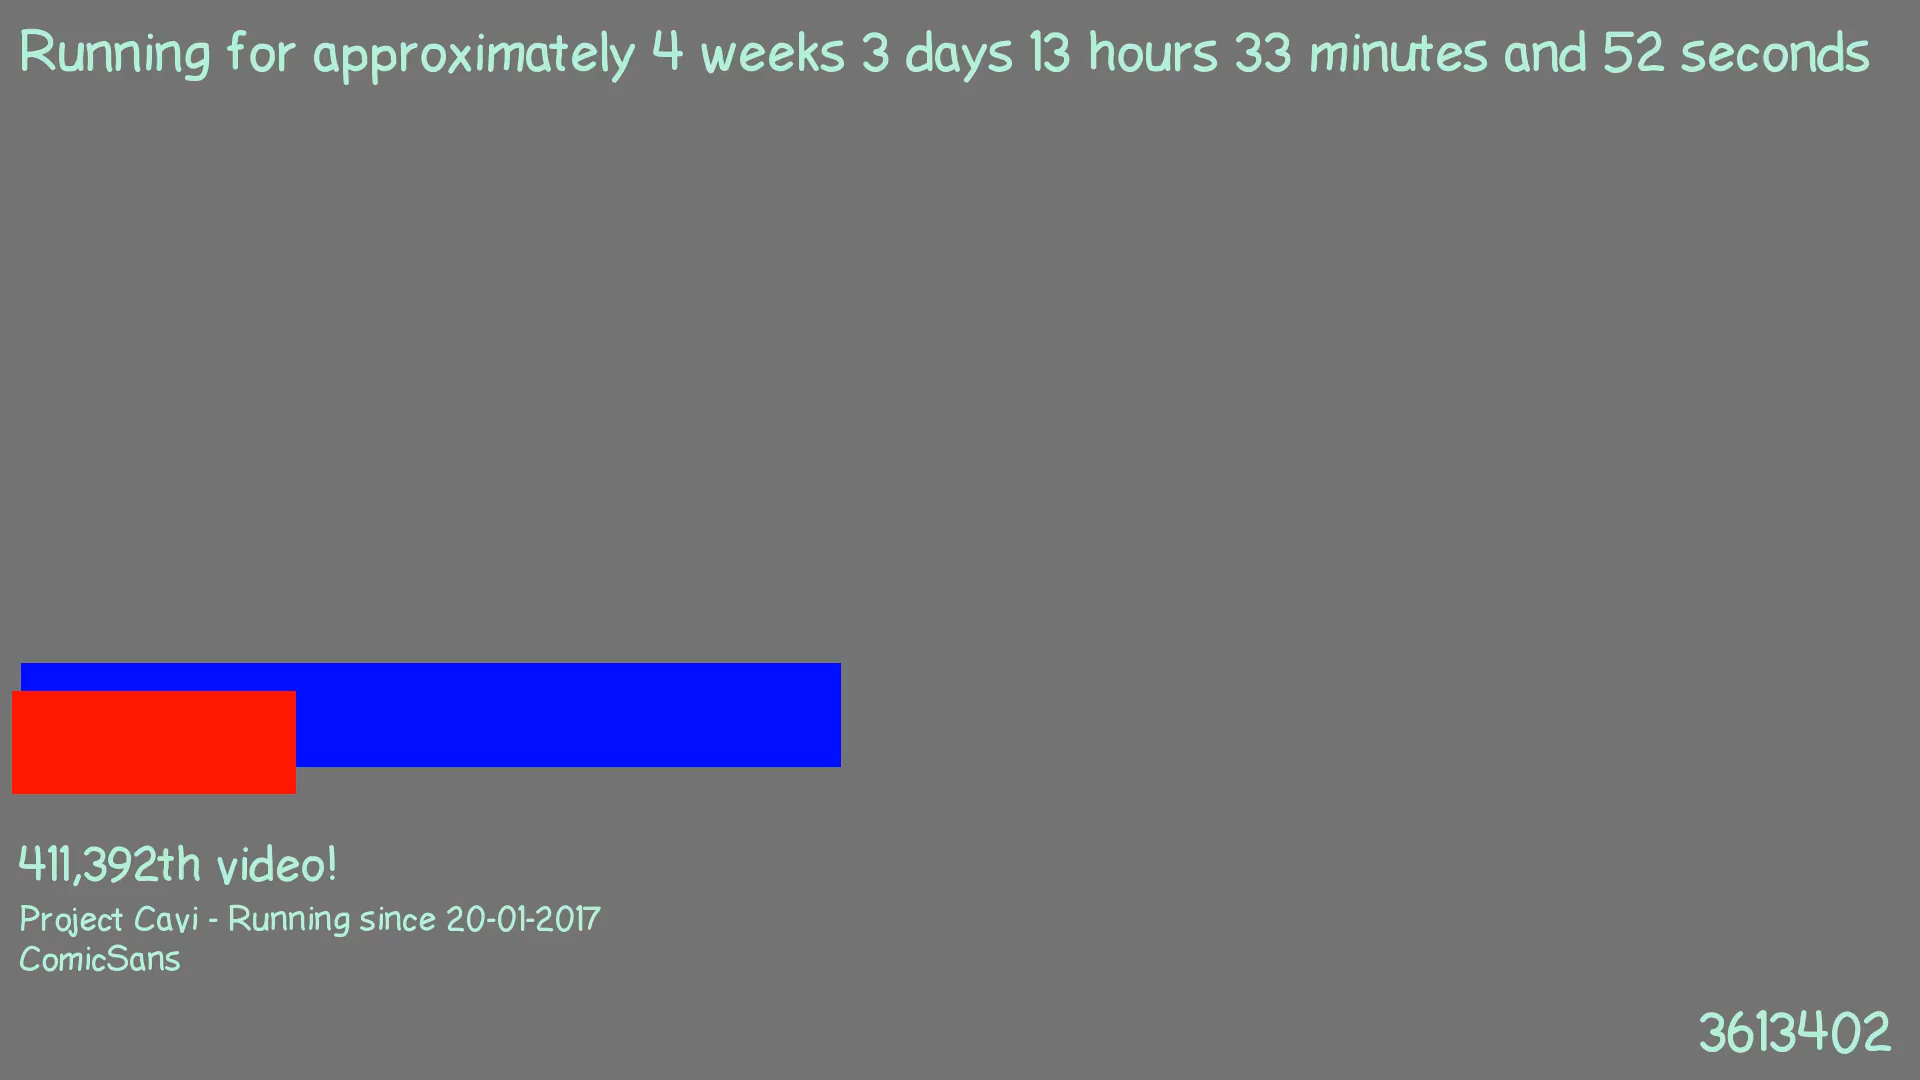 Running for approximately 4 weeks 3 days 13 hours 33 minutes and 52 seconds
411,392th video!
Project Cavi - Running since 20-01-2017
ComicSans
3613402